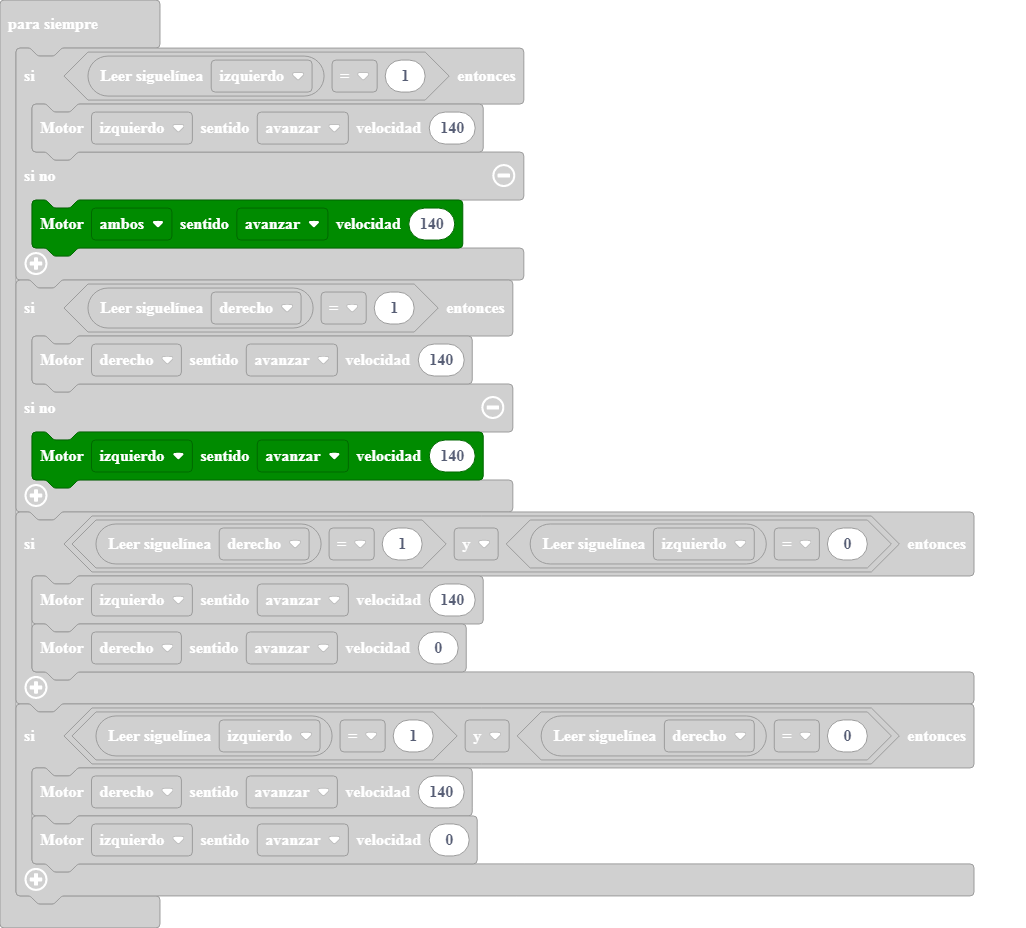 para siempre
si Leer siguelínea izquierdo = 1 entonces
Motor izquierdo sentido avanzar velocidad 140
si no
Motor ambos sentido avanzar velocidad 140
si Leer siguelínea derecho = 1 entonces
Motor derecho sentido avanzar velocidad 140
si no
Motor izquierdo sentido avanzar velocidad 140
si Leer siguelínea derecho = 1 y Leer siguelínea izquierdo = 0 entonces
Motor izquierdo sentido avanzar velocidad 140
Motor derecho sentido avanzar velocidad 0
si Leer siguelínea izquierdo = 1 y Leer siguelínea derecho = 0 entonces
Motor derecho sentido avanzar velocidad 140
Motor izquierdo sentido avanzar velocidad 0